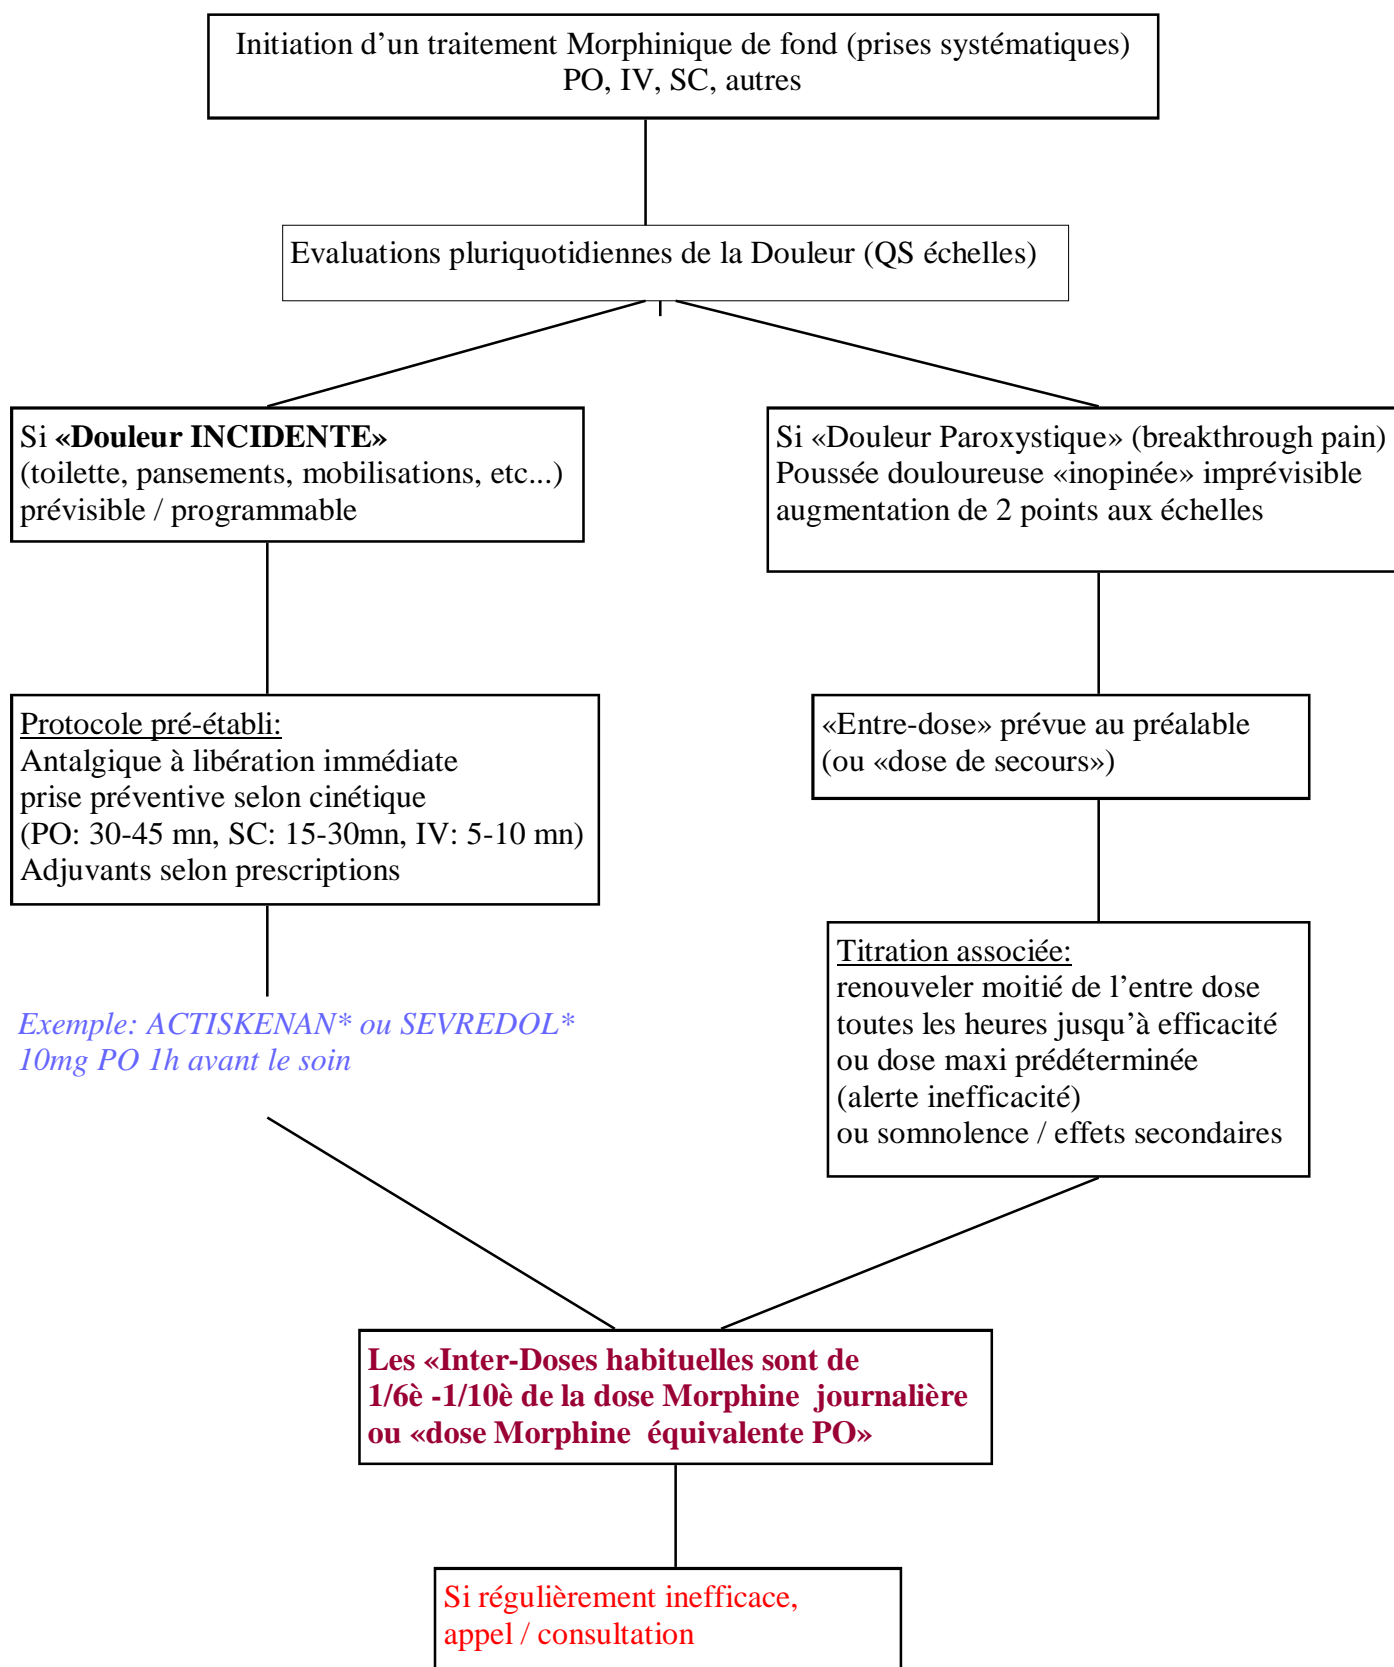 Initiation d’un traitement Morphinique de fond (prises systématiques)
PO, IV, SC, autres
Evaluations pluriquotidiennes de la Douleur (QS échelles)
Si «Douleur INCIDENTE»
(toilette, pansements, mobilisations, etc...)
prévisible / programmable
Si «Douleur Paroxystique» (breakthrough pain)
Poussée douloureuse «inopinée» imprévisible
augmentation de 2 points aux échelles
Protocole pré-établi:
Antalgique à libération immédiate
prise préventive selon cinétique
(PO: 30-45 mn, SC: 15-30mn, IV: 5-10 mn)
Adjuvants selon prescriptions
«Entre-dose» prévue au préalable
(ou «dose de secours»)
Exemple: ACTISKENAN* ou SEVREDOL*
10mg PO 1h avant le soin
Titration associée:
renouveler moitié de l’entre dose
toutes les heures jusqu’à efficacité
ou dose maxi prédéterminée
(alerte inefficacité)
ou somnolence / effets secondaires
Les «Inter-Doses habituelles sont de
1/6è -1/10è de la dose Morphine  journalière
ou «dose Morphine  équivalente PO»
Si régulièrement inefficace,
appel / consultation